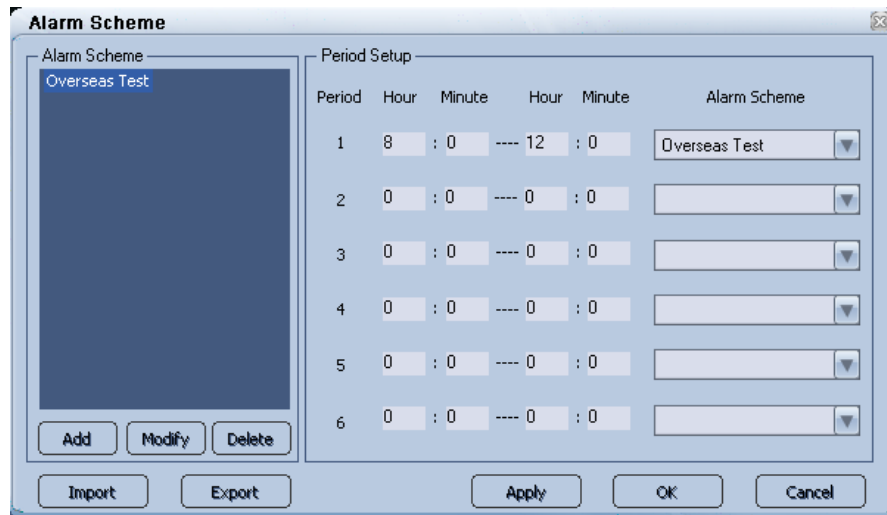 Alarm Scheme
Alarm Scheme
Overseas Test
Add Modify Delete
Import Export
Period Setup
Period Hour Minute Hour Minute Alarm Scheme
1 8 : 0 ---- 12 : 0 Overseas Test
2 0 : 0 ---- 0 : 0
3 0 : 0 ---- 0 : 0
4 0 : 0 ---- 0 : 0
5 0 : 0 ---- 0 : 0
6 0 : 0 ---- 0 : 0
Apply OK Cancel